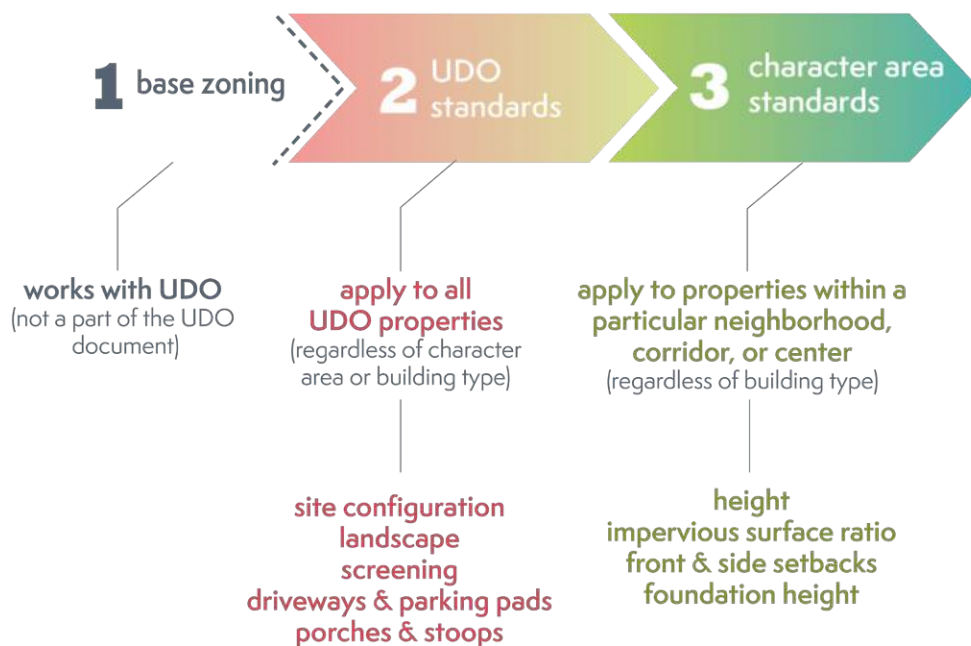 1 base zoning
2 UDO
standards
3 character area
standards
works with UDO
(not a part of the UDO
document)
apply to all
UDO properties
(regardless of character
area or building type)
apply to properties within a
particular neighborhood,
corridor, or center
(regardless of building type)
site configuration
landscape
screening
driveways & parking pads
porches & stoops
height
impervious surface ratio
front & side setbacks
foundation height